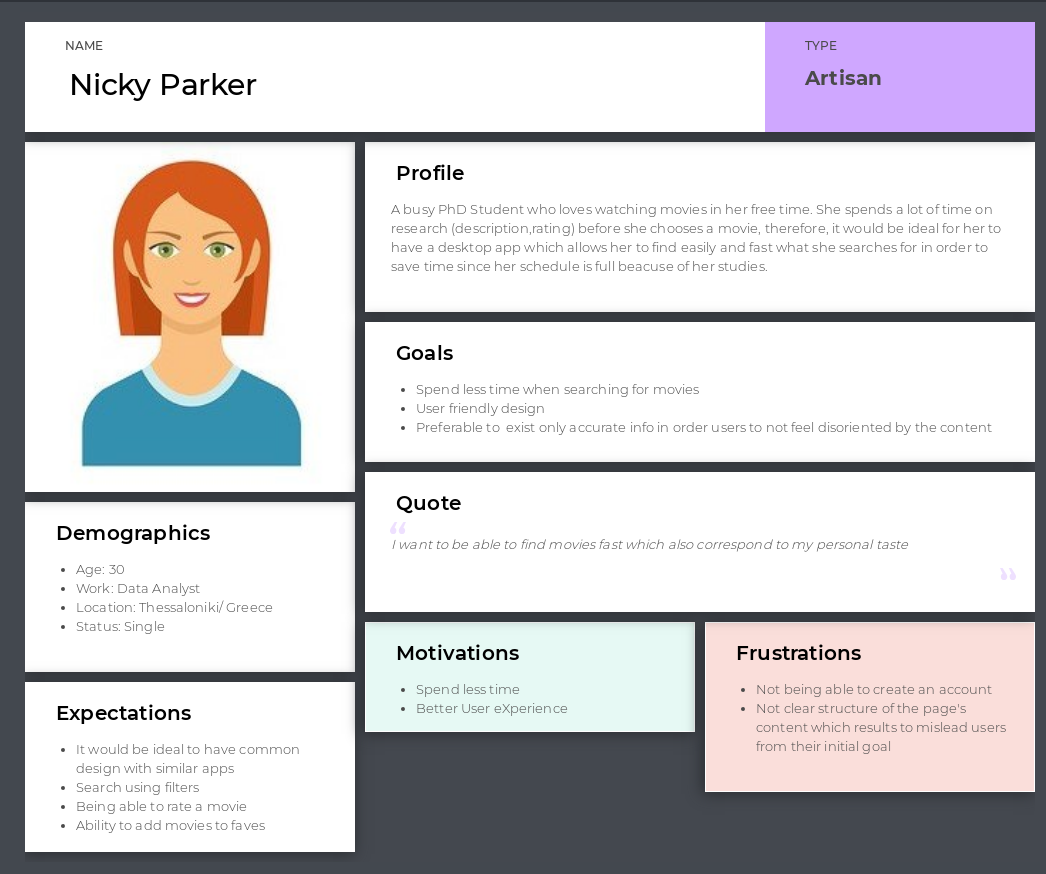 NAME
Nicky Parker
TYPE
Artisan
Profile
A busy PhD Student who loves watching movies in her free time. She spends a lot of time on
research (description,rating) before she chooses a movie, therefore, it would be ideal for her to
have a desktop app which allows her to find easily and fast what she searches for in order to
save time since her schedule is full beacuse of her studies.
Goals
• Spend less time when searching for movies
• User friendly design
• Preferable to exist only accurate info in order users to not feel disoriented by the content
Quote
“
I want to be able to find movies fast which also correspond to my personal taste
”
Demographics
• Age: 30
• Work: Data Analyst
• Location: Thessaloniki/ Greece
• Status: Single
Motivations
• Spend less time
• Better User eXperience
Frustrations
• Not being able to create an account
• Not clear structure of the page's
content which results to mislead users
from their initial goal
Expectations
• It would be ideal to have common
design with similar apps
• Search using filters
• Being able to rate a movie
• Ability to add movies to faves